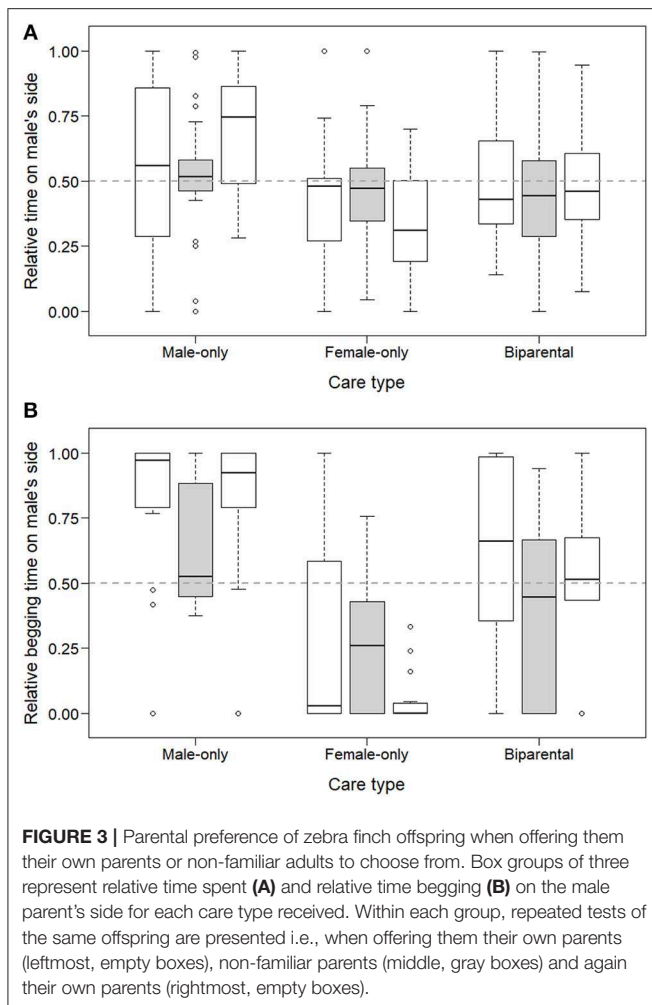 A
Relative time on male's side
1.00
0.75
0.50
0.25
0.00
Male-only
Female-only
Biparental
Care type
B
Relative begging time on male's side
1.00
0.75
0.50
0.25
0.00
Male-only
Female-only
Biparental
Care type
FIGURE 3 | Parental preference of zebra finch offspring when offering them
their own parents or non-familiar adults to choose from. Box groups of three
represent relative time spent (A) and relative time begging (B) on the male
parent's side for each care type received. Within each group, repeated tests of
the same offspring are presented i.e., when offering them their own parents
(leftmost, empty boxes), non-familiar parents (middle, gray boxes) and again
their own parents (rightmost, empty boxes).